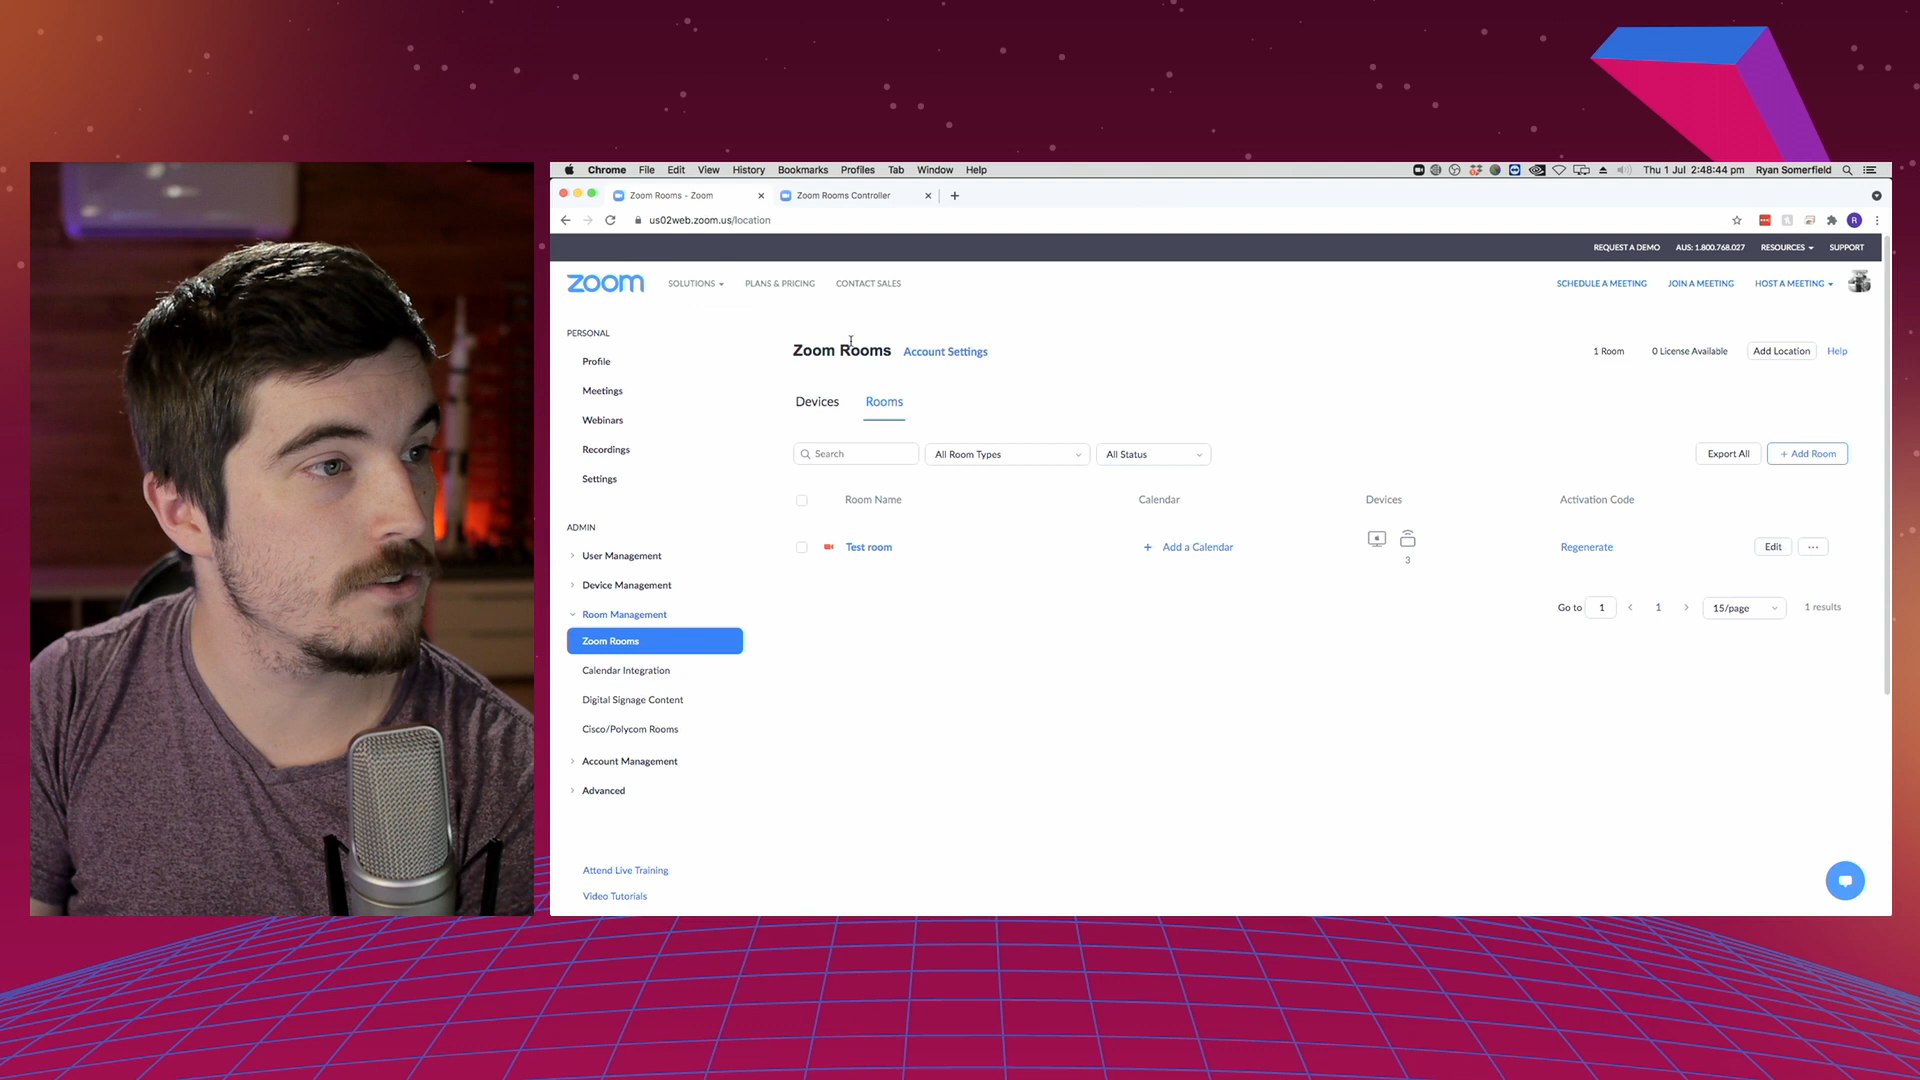 Chrome File Edit View History Bookmarks Profiles Tab Window Help Thu 1 Jul 2:48:44 pm Ryan Somerfield
Zoom Rooms - Zoom Zoom Rooms Controller
us02web.zoom.us/location R
REQUEST A DEMO AUS: 1.800.768.027 RESOURCES SUPPORT
zoom SOLUTIONS PLANS & PRICING CONTACT SALES SCHEDULE A MEETING JOIN A MEETING HOST A MEETING
PERSONAL
Profile
Meetings
Webinars
Recordings
Settings
ADMIN
User Management
Device Management
Room Management
Zoom Rooms
Calendar Integration
Digital Signage Content
Cisco/Polycom Rooms
Account Management
Advanced
Attend Live Training
Video Tutorials
Zoom Rooms Account Settings 1 Room 0 License Available Add Location Help
Devices Rooms
Search All Room Types All Status Export All + Add Room
Room Name Calendar Devices Activation Code
Test room + Add a Calendar Regenerate Edit ...
3
Go to 1 < 1 > 15/page 1 results